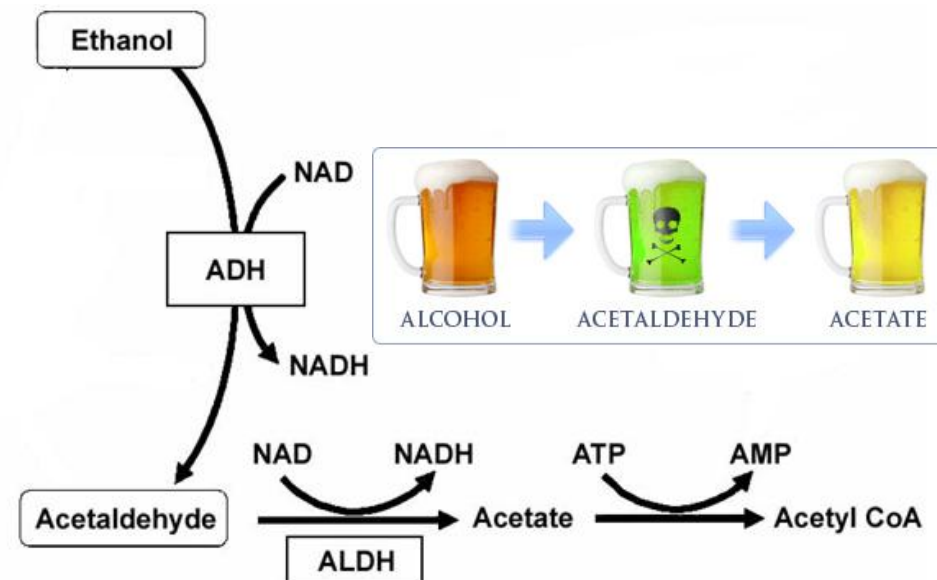 Ethanol
NAD
ADH
NADH
ALCOHOL
ACETALDEHYDE
ACETATE
NAD
NADH
ATP
AMP
Acetaldehyde
Acetate
Acetyl CoA
ALDH